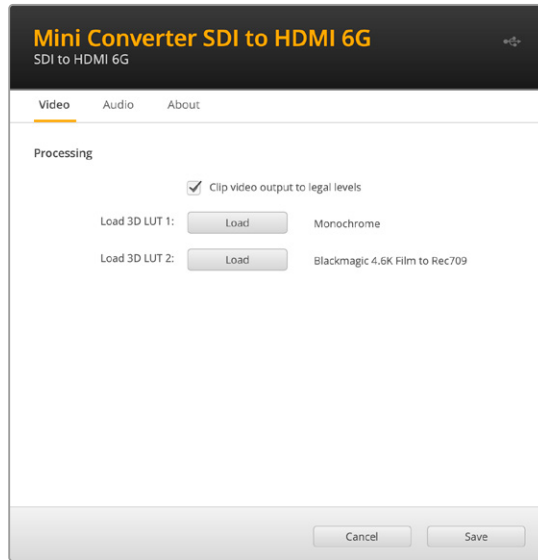 Mini Converter SDI to HDMI 6G
SDI to HDMI 6G
Video Audio About
Processing
Clip video output to legal levels
Load 3D LUT 1: Load Monochrome
Load 3D LUT 2: Load Blackmagic 4.6K Film to Rec709
Cancel Save